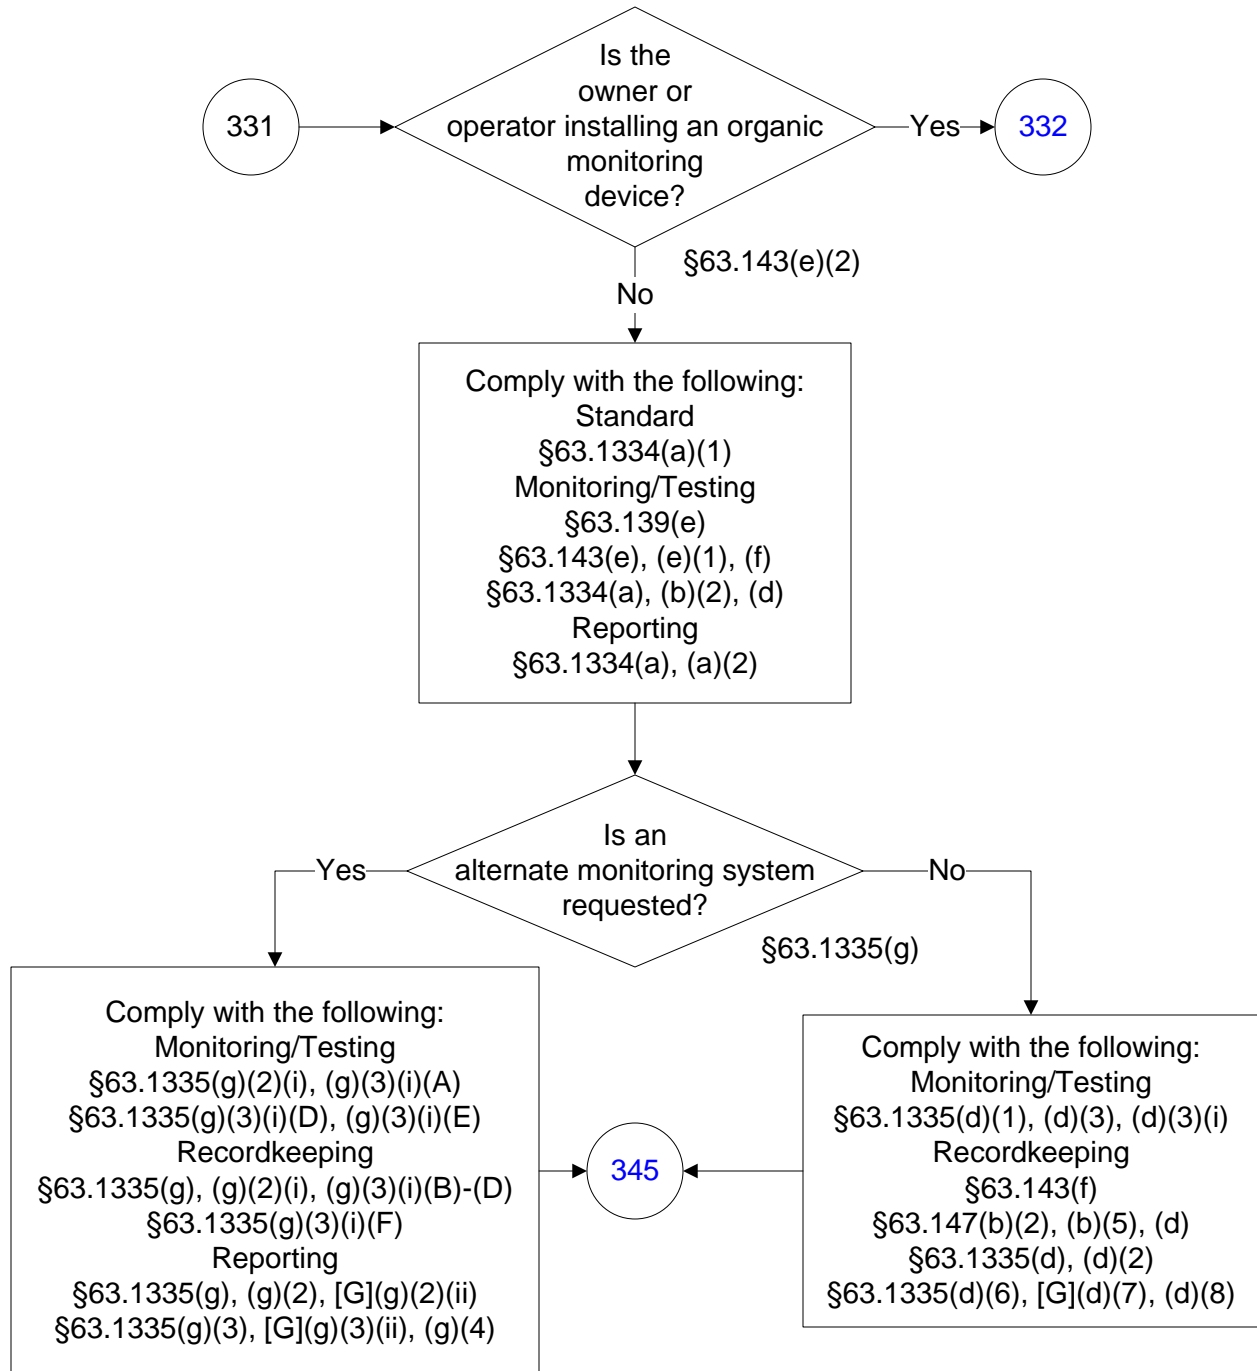 331
Is the
owner or
operator installing an organic
monitoring
device?
Yes
332
§63.143(e)(2)
No
Comply with the following:
Standard
§63.1334(a)(1)
Monitoring/Testing
§63.139(e)
§63.143(e), (e)(1), (f)
§63.1334(a), (b)(2), (d)
Reporting
§63.1334(a), (a)(2)
Is an
alternate monitoring system
requested?
Yes
No
§63.1335(g)
Comply with the following:
Monitoring/Testing
§63.1335(g)(2)(i), (g)(3)(i)(A)
§63.1335(g)(3)(i)(D), (g)(3)(i)(E)
Recordkeeping
§63.1335(g), (g)(2)(i), (g)(3)(i)(B)-(D)
§63.1335(g)(3)(i)(F)
Reporting
§63.1335(g), (g)(2), [G](g)(2)(ii)
§63.1335(g)(3), [G](g)(3)(ii), (g)(4)
345
Comply with the following:
Monitoring/Testing
§63.1335(d)(1), (d)(3), (d)(3)(i)
Recordkeeping
§63.143(f)
§63.147(b)(2), (b)(5), (d)
§63.1335(d), (d)(2)
§63.1335(d)(6), [G](d)(7), (d)(8)